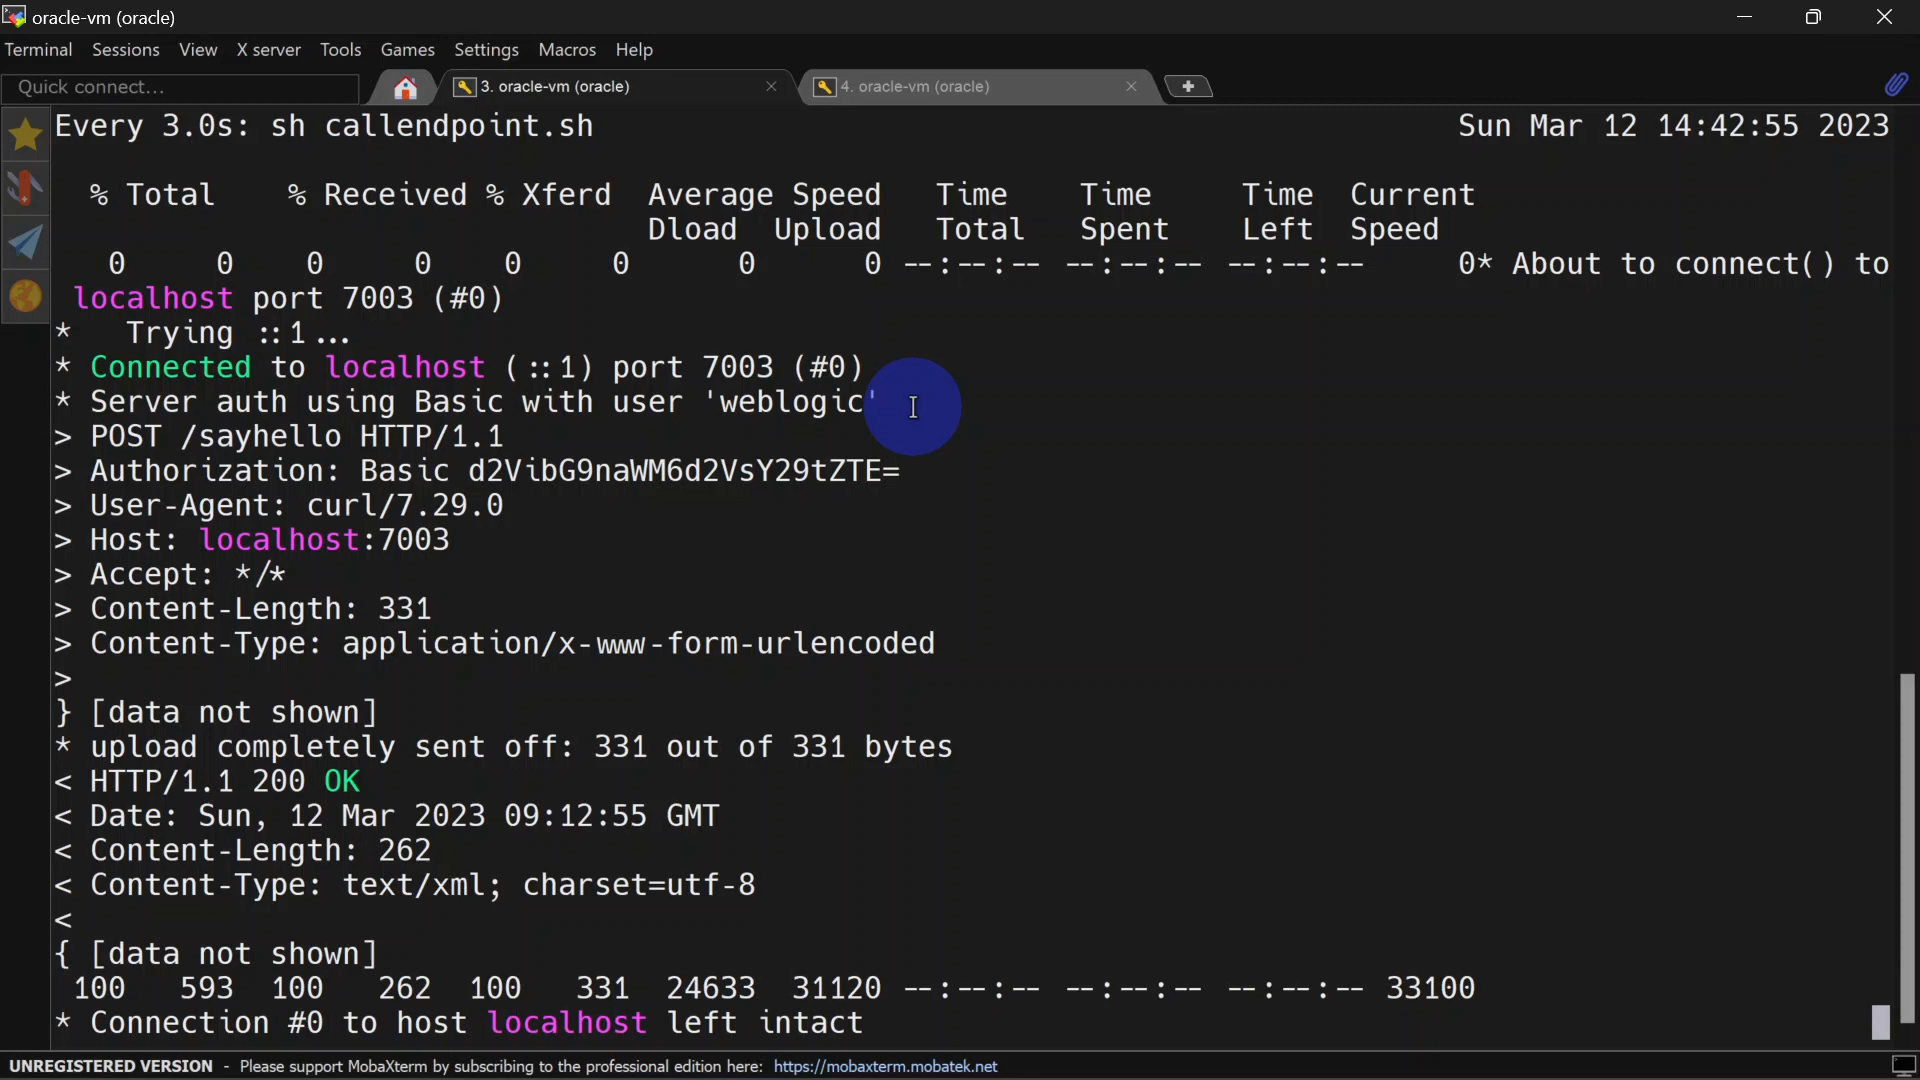 oracle-vm (oracle)
Terminal Sessions View X server Tools Games Settings Macros Help
Quick connect... 3. oracle-vm (oracle) 4. oracle-vm (oracle)
Every 3.0s: sh callendpoint.sh Sun Mar 12 14:42:55 2023
% Total % Received % Xferd Average Speed Time Time Time Current
Dload Upload Total Spent Left Speed
0 0 0 0 0 0 0 0 --:--:-- --:--:-- --:--:-- 0* About to connect() to
localhost port 7003 (#0)
* Trying ::1...
* Connected to localhost (::1) port 7003 (#0)
* Server auth using Basic with user 'weblogic'
> POST /sayhello HTTP/1.1
> Authorization: Basic d2VibG9naWM6d2VsY29tZTE=
> User-Agent: curl/7.29.0
> Host: localhost:7003
> Accept: */*
> Content-Length: 331
> Content-Type: application/x-www-form-urlencoded
>
} [data not shown]
* upload completely sent off: 331 out of 331 bytes
< HTTP/1.1 200 OK
< Date: Sun, 12 Mar 2023 09:12:55 GMT
< Content-Length: 262
< Content-Type: text/xml; charset=utf-8
<
{ [data not shown]
100 593 100 262 100 331 24633 31120 --:--:-- --:--:-- --:--:-- 33100
* Connection #0 to host localhost left intact
UNREGISTERED VERSION - Please support MobaXterm by subscribing to the professional edition here: https://mobaxterm.mobatek.net